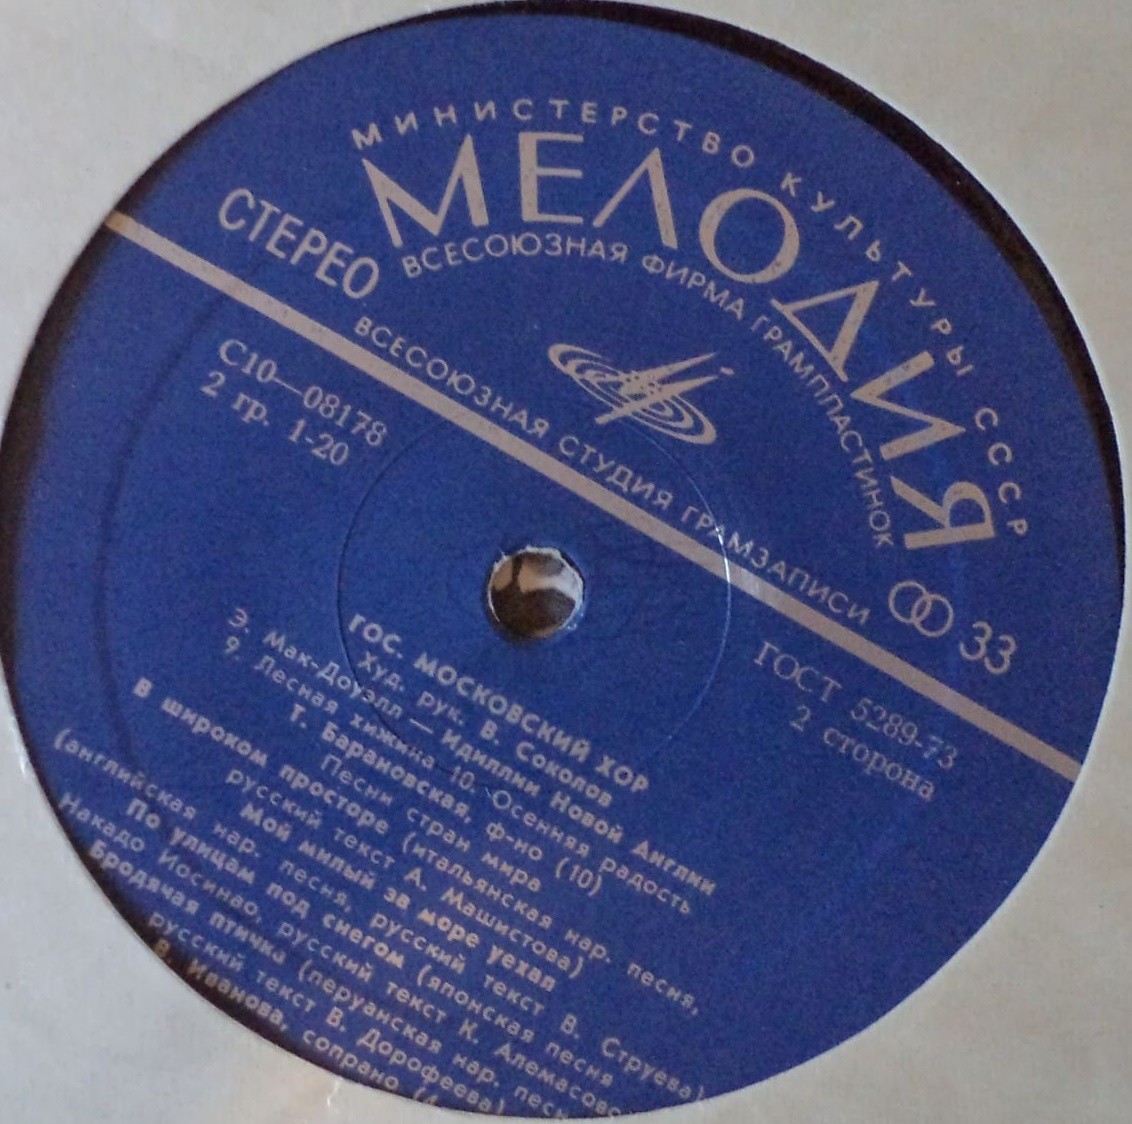 МИНИСТЕРСТВО КУЛЬТУРЫ СССР
МЕЛОДИЯ
ВСЕСОЮЗНАЯ ФИРМА ГРАМПЛАСТИНОК
СТЕРЕО
ВСЕСОЮЗНАЯ СТУДИЯ ГРАМЗАПИСИ
33
С10—08178
2 гр. 1-20
ГОСТ 5289-73
2 сторона
ГОС. МОСКОВСКИЙ ХОР
Худ. рук. В. Соколов
Э. Мак-Доуэлл — Идиллии Новой Англии
9. Лесная хижина 10. Осенняя радость
Т. Барановская, ф-но (10)
Песни стран мира
В широком просторе (итальянская нар. песня,
русский текст А. Машистова)
Мой милый за море уехал
(английская нар. песня, русский текст В. Струева)
По улицам под снегом (японская песня
Накадо Иосинао, русский текст К. Алемасово
Бродячая птичка (перуанская нар. песн
русский текст В. Дорофеева)
В. Иванова, сопрано (4